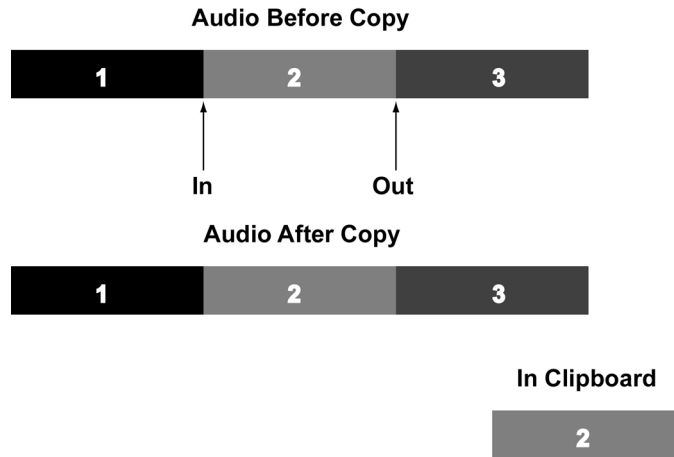 Audio Before Copy
1 2 3
In Out
Audio After Copy
1 2 3
In Clipboard
2